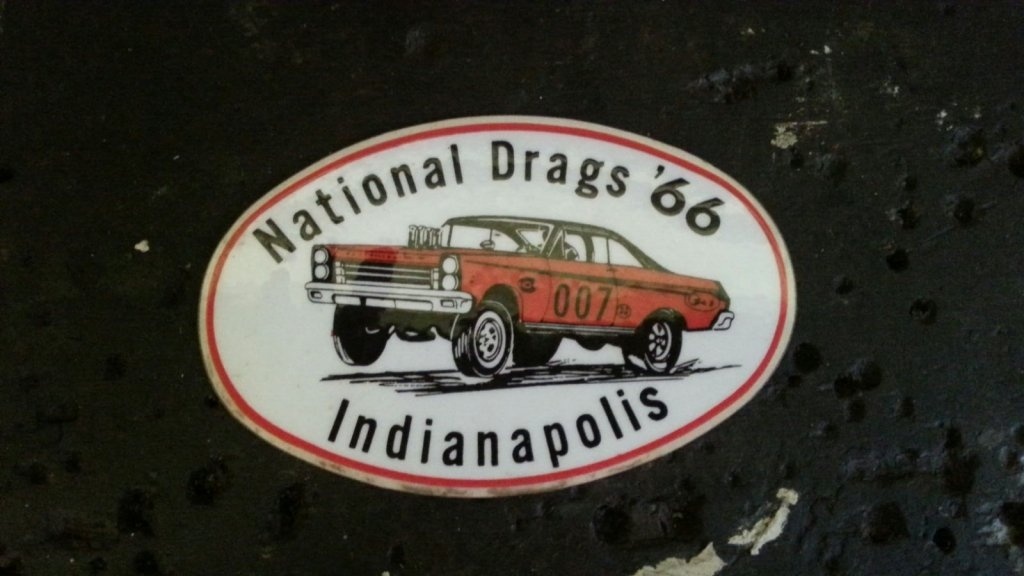 National Drags '66
007
Indianapolis